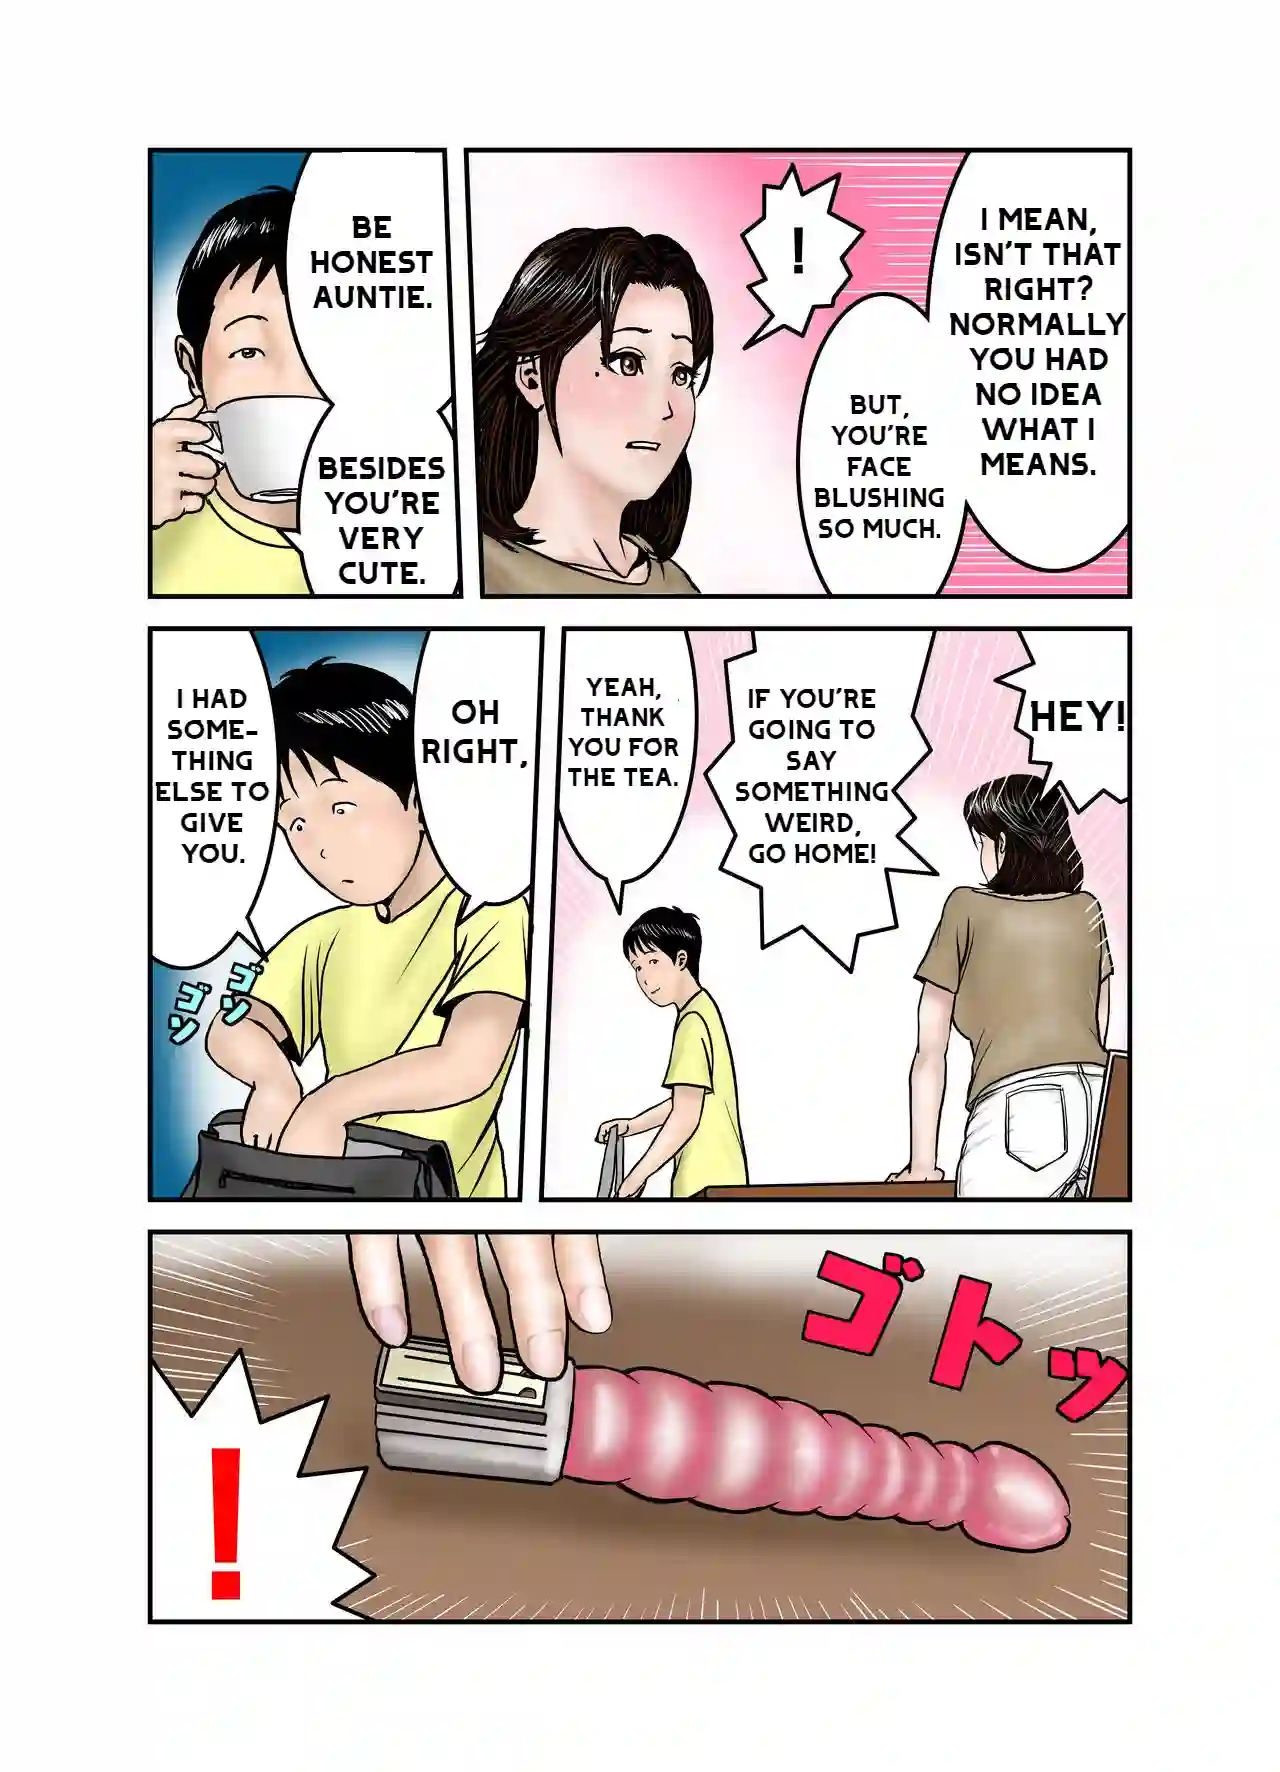 I MEAN,
ISN'T THAT
RIGHT?
NORMALLY
YOU HAD
NO IDEA
WHAT I
MEANS.
BUT,
YOU'RE
FACE
BLUSHING
SO MUCH.
!
BE
HONEST
AUNTIE.
BESIDES
YOU'RE
VERY
CUTE.
HEY!
IF YOU'RE
GOING TO
SAY
SOMETHING
WEIRD,
GO HOME!
YEAH,
THANK
YOU FOR
THE TEA.
OH
RIGHT,
I HAD
SOME-
THING
ELSE TO
GIVE
YOU.
ゴソ
ゴソ
ゴトッ
!